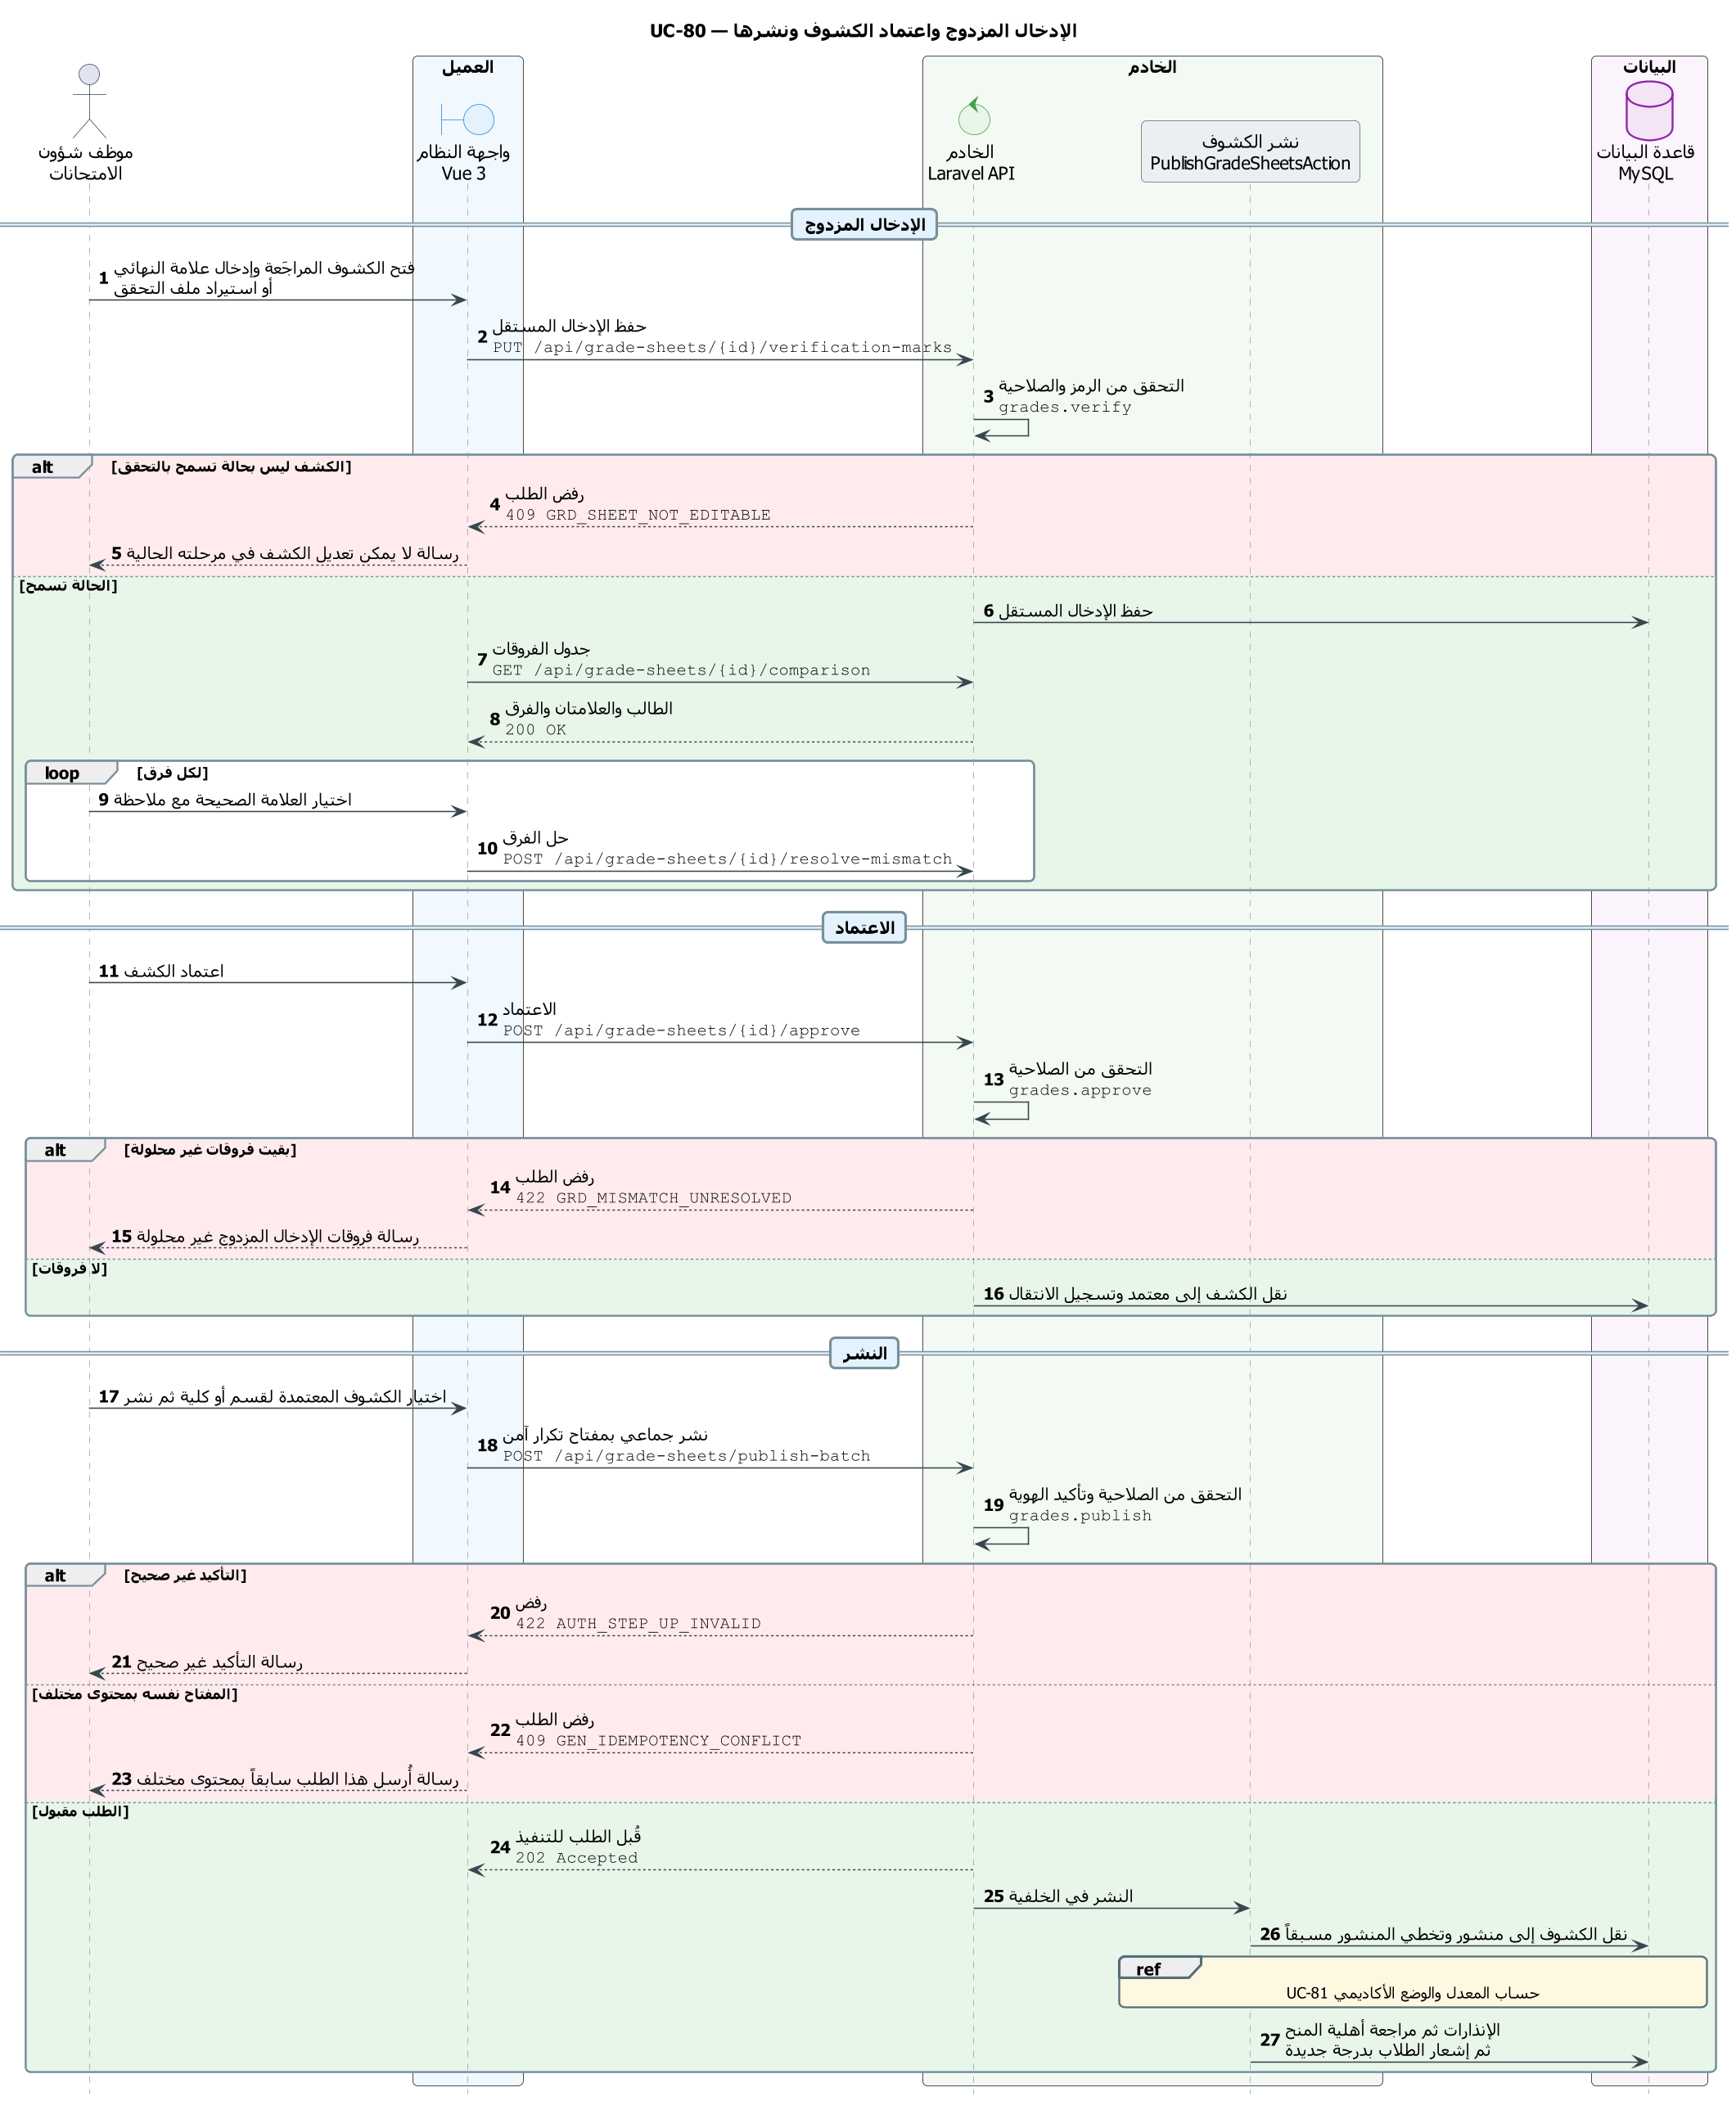 UC-80 — الإدخال المزدوج واعتماد الكشوف ونشرها
العميل
الخادم
البيانات
موظف شؤون
الامتحانات
واجهة النظام
Vue 3
الخادم
Laravel API
نشر الكشوف
PublishGradeSheetsAction
قاعدة البيانات
MySQL
الإدخال المزدوج
1 فتح الكشوف المراجَعة وإدخال علامة النهائي
أو استيراد ملف التحقق
2 حفظ الإدخال المستقل
PUT /api/grade-sheets/{id}/verification-marks
3 التحقق من الرمز والصلاحية
grades.verify
alt [الكشف ليس بحالة تسمح بالتحقق]
4 رفض الطلب
409 GRD_SHEET_NOT_EDITABLE
5 رسالة لا يمكن تعديل الكشف في مرحلته الحالية
[الحالة تسمح]
6 حفظ الإدخال المستقل
7 جدول الفروقات
GET /api/grade-sheets/{id}/comparison
8 الطالب والعلامتان والفرق
200 OK
loop [لكل فرق]
9 اختيار العلامة الصحيحة مع ملاحظة
10 حل الفرق
POST /api/grade-sheets/{id}/resolve-mismatch
الاعتماد
11 اعتماد الكشف
12 الاعتماد
POST /api/grade-sheets/{id}/approve
13 التحقق من الصلاحية
grades.approve
alt [بقيت فروقات غير محلولة]
14 رفض الطلب
422 GRD_MISMATCH_UNRESOLVED
15 رسالة فروقات الإدخال المزدوج غير محلولة
[لا فروقات]
16 نقل الكشف إلى معتمد وتسجيل الانتقال
النشر
17 اختيار الكشوف المعتمدة لقسم أو كلية ثم نشر
18 نشر جماعي بمفتاح تكرار آمن
POST /api/grade-sheets/publish-batch
19 التحقق من الصلاحية وتأكيد الهوية
grades.publish
alt [التأكيد غير صحيح]
20 رفض
422 AUTH_STEP_UP_INVALID
21 رسالة التأكيد غير صحيح
[المفتاح نفسه بمحتوى مختلف]
22 رفض الطلب
409 GEN_IDEMPOTENCY_CONFLICT
23 رسالة أُرسل هذا الطلب سابقاً بمحتوى مختلف
[الطلب مقبول]
24 قُبل الطلب للتنفيذ
202 Accepted
25 النشر في الخلفية
26 نقل الكشوف إلى منشور وتخطي المنشور مسبقاً
ref
حساب المعدل والوضع الأكاديمي UC-81
27 الإنذارات ثم مراجعة أهلية المنح
ثم إشعار الطلاب بدرجة جديدة